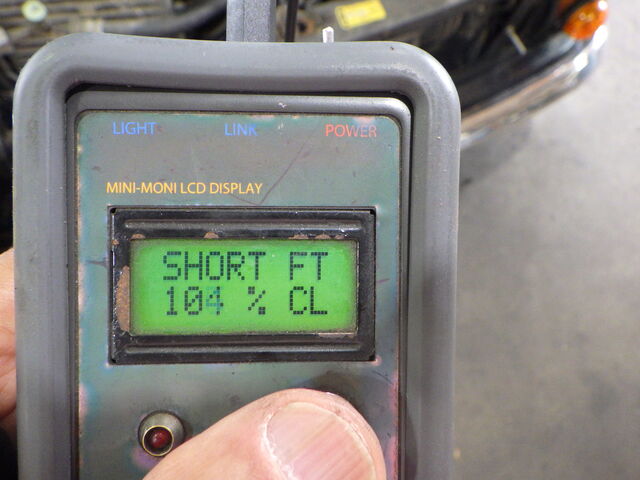 LIGHT LINK POWER
MINI-MONI LCD DISPLAY
SHORT FT
104 % CL